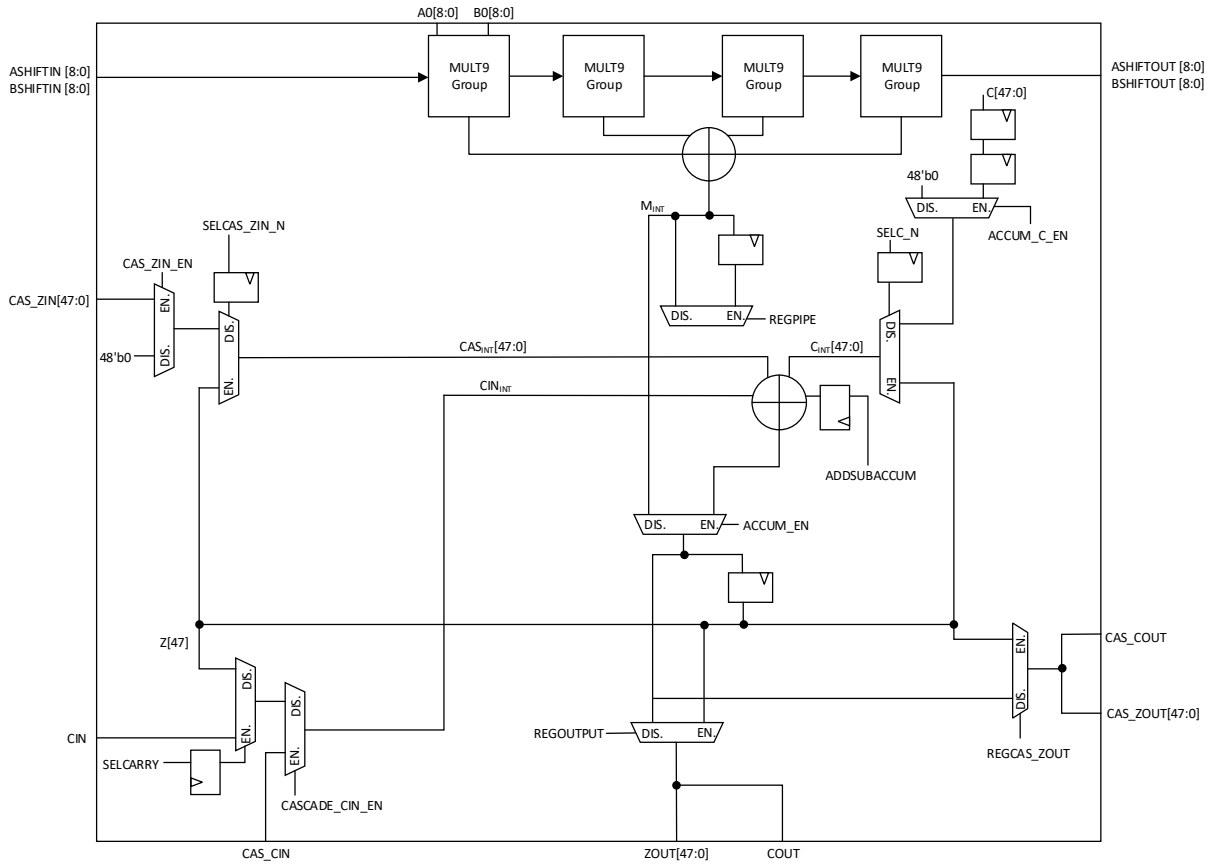 A0[8:0] B0[8:0]
ASHIFTIN [8:0]
BSHIFTIN [8:0]
MULT9
Group
MULT9
Group
MULT9
Group
MULT9
Group
ASHIFTOUT [8:0]
BSHIFTOUT [8:0]
C[47:0]
V
V
48'b0
DIS. EN.
ACCUM_C_EN
MINT
V
SELCAS_ZIN_N
V
SELC_N
V
CAS_ZIN_EN
CAS_ZIN[47:0]
EN.
DIS.
48'b0
DIS.
EN.
DIS. EN.
REGPIPE
DIS.
EN.
CASINT[47:0]
CINT[47:0]
CININT
V
ADDSUBACCUM
DIS. EN.
ACCUM_EN
V
Z[47]
DIS.
EN.
DIS.
EN.
CIN
SELCARRY
V
CASCADE_CIN_EN
REGOUTPUT
DIS. EN.
EN.
DIS.
CAS_COUT
CAS_ZOUT[47:0]
REGCAS_ZOUT
CAS_CIN
ZOUT[47:0]
COUT